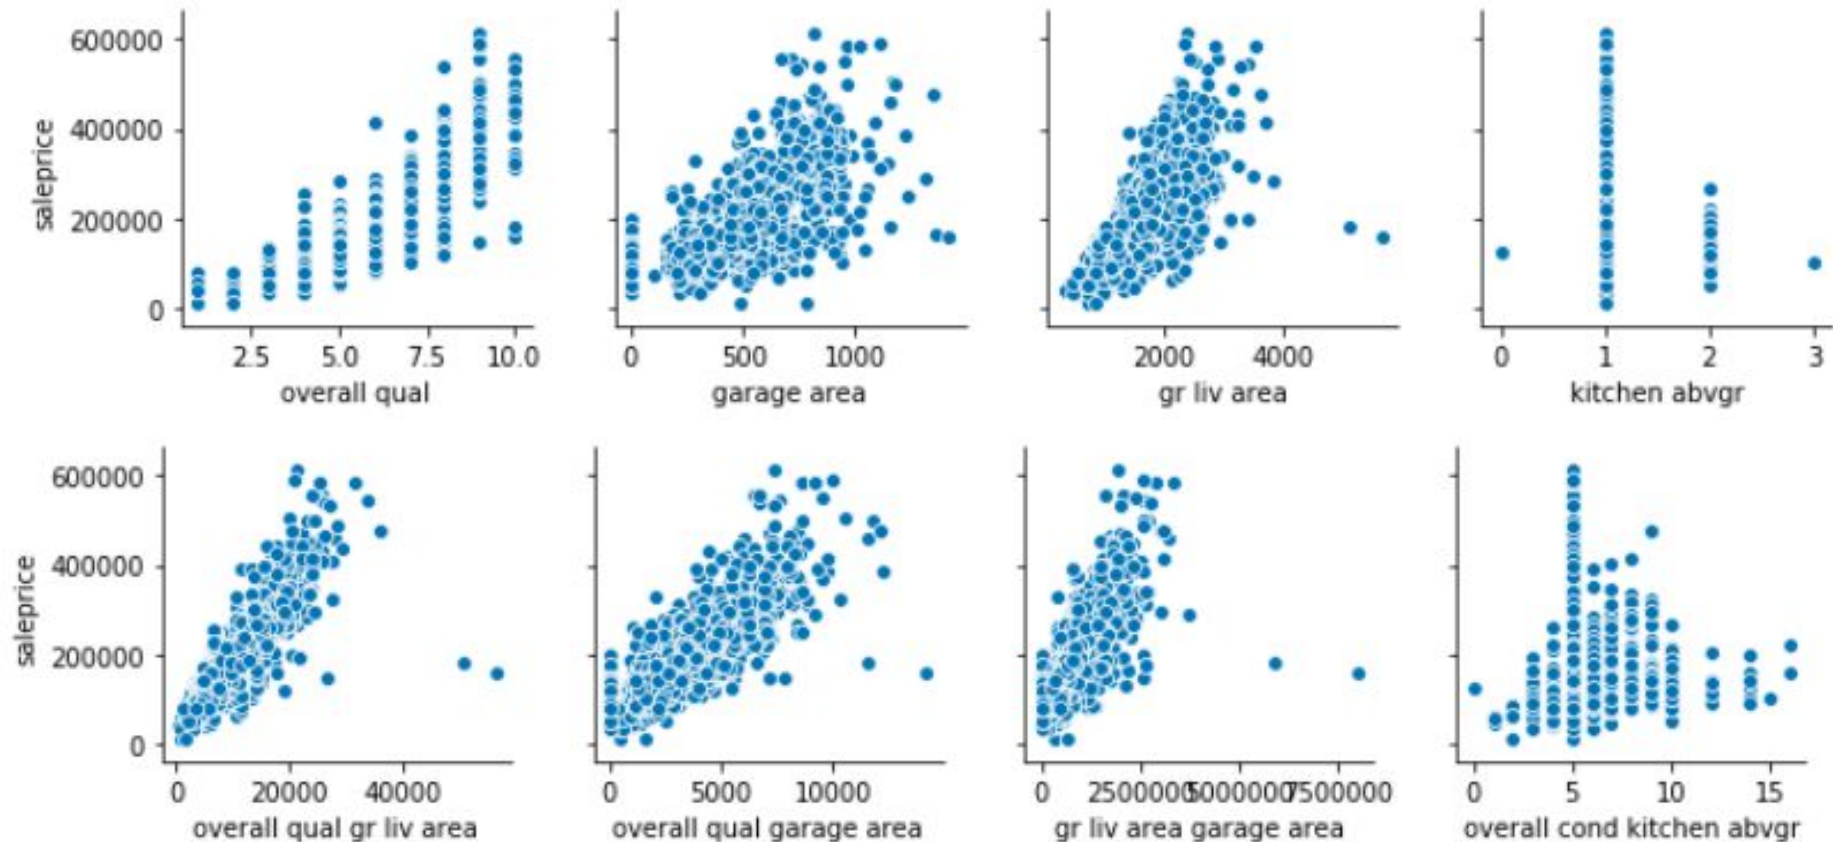 saleprice
600000
400000
200000
0
2.5 5.0 7.5 10.0
overall qual
0 500 1000
garage area
2000 4000
gr liv area
0 1 2 3
kitchen abvgr
saleprice
600000
400000
200000
0
0 20000 40000
overall qual gr liv area
0 5000 10000
overall qual garage area
0 2500000 5000000 7500000
gr liv area garage area
0 5 10 15
overall cond kitchen abvgr